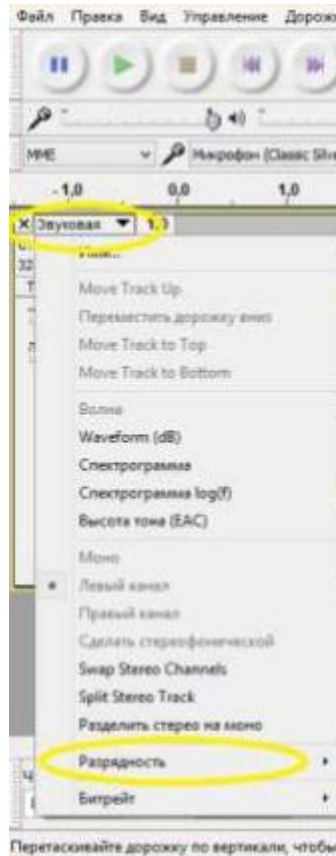 Файл Правка Вид Управление Дорожк
MME Микрофон (Classic Silve
- 1,0 0,0 1,0
Звуковая 1,0
Имя...
Move Track Up
Переместить дорожку вниз
Move Track to Top
Move Track to Bottom
Волна
Waveform (dB)
Спектрограмма
Спектрограмма log(f)
Высота тона (EAC)
Моно
Левый канал
Правый канал
Сделать стереофонической
Swap Stereo Channels
Split Stereo Track
Разделить стерео на моно
Разрядность
Битрейт
Перетаскивайте дорожку по вертикали, чтобы